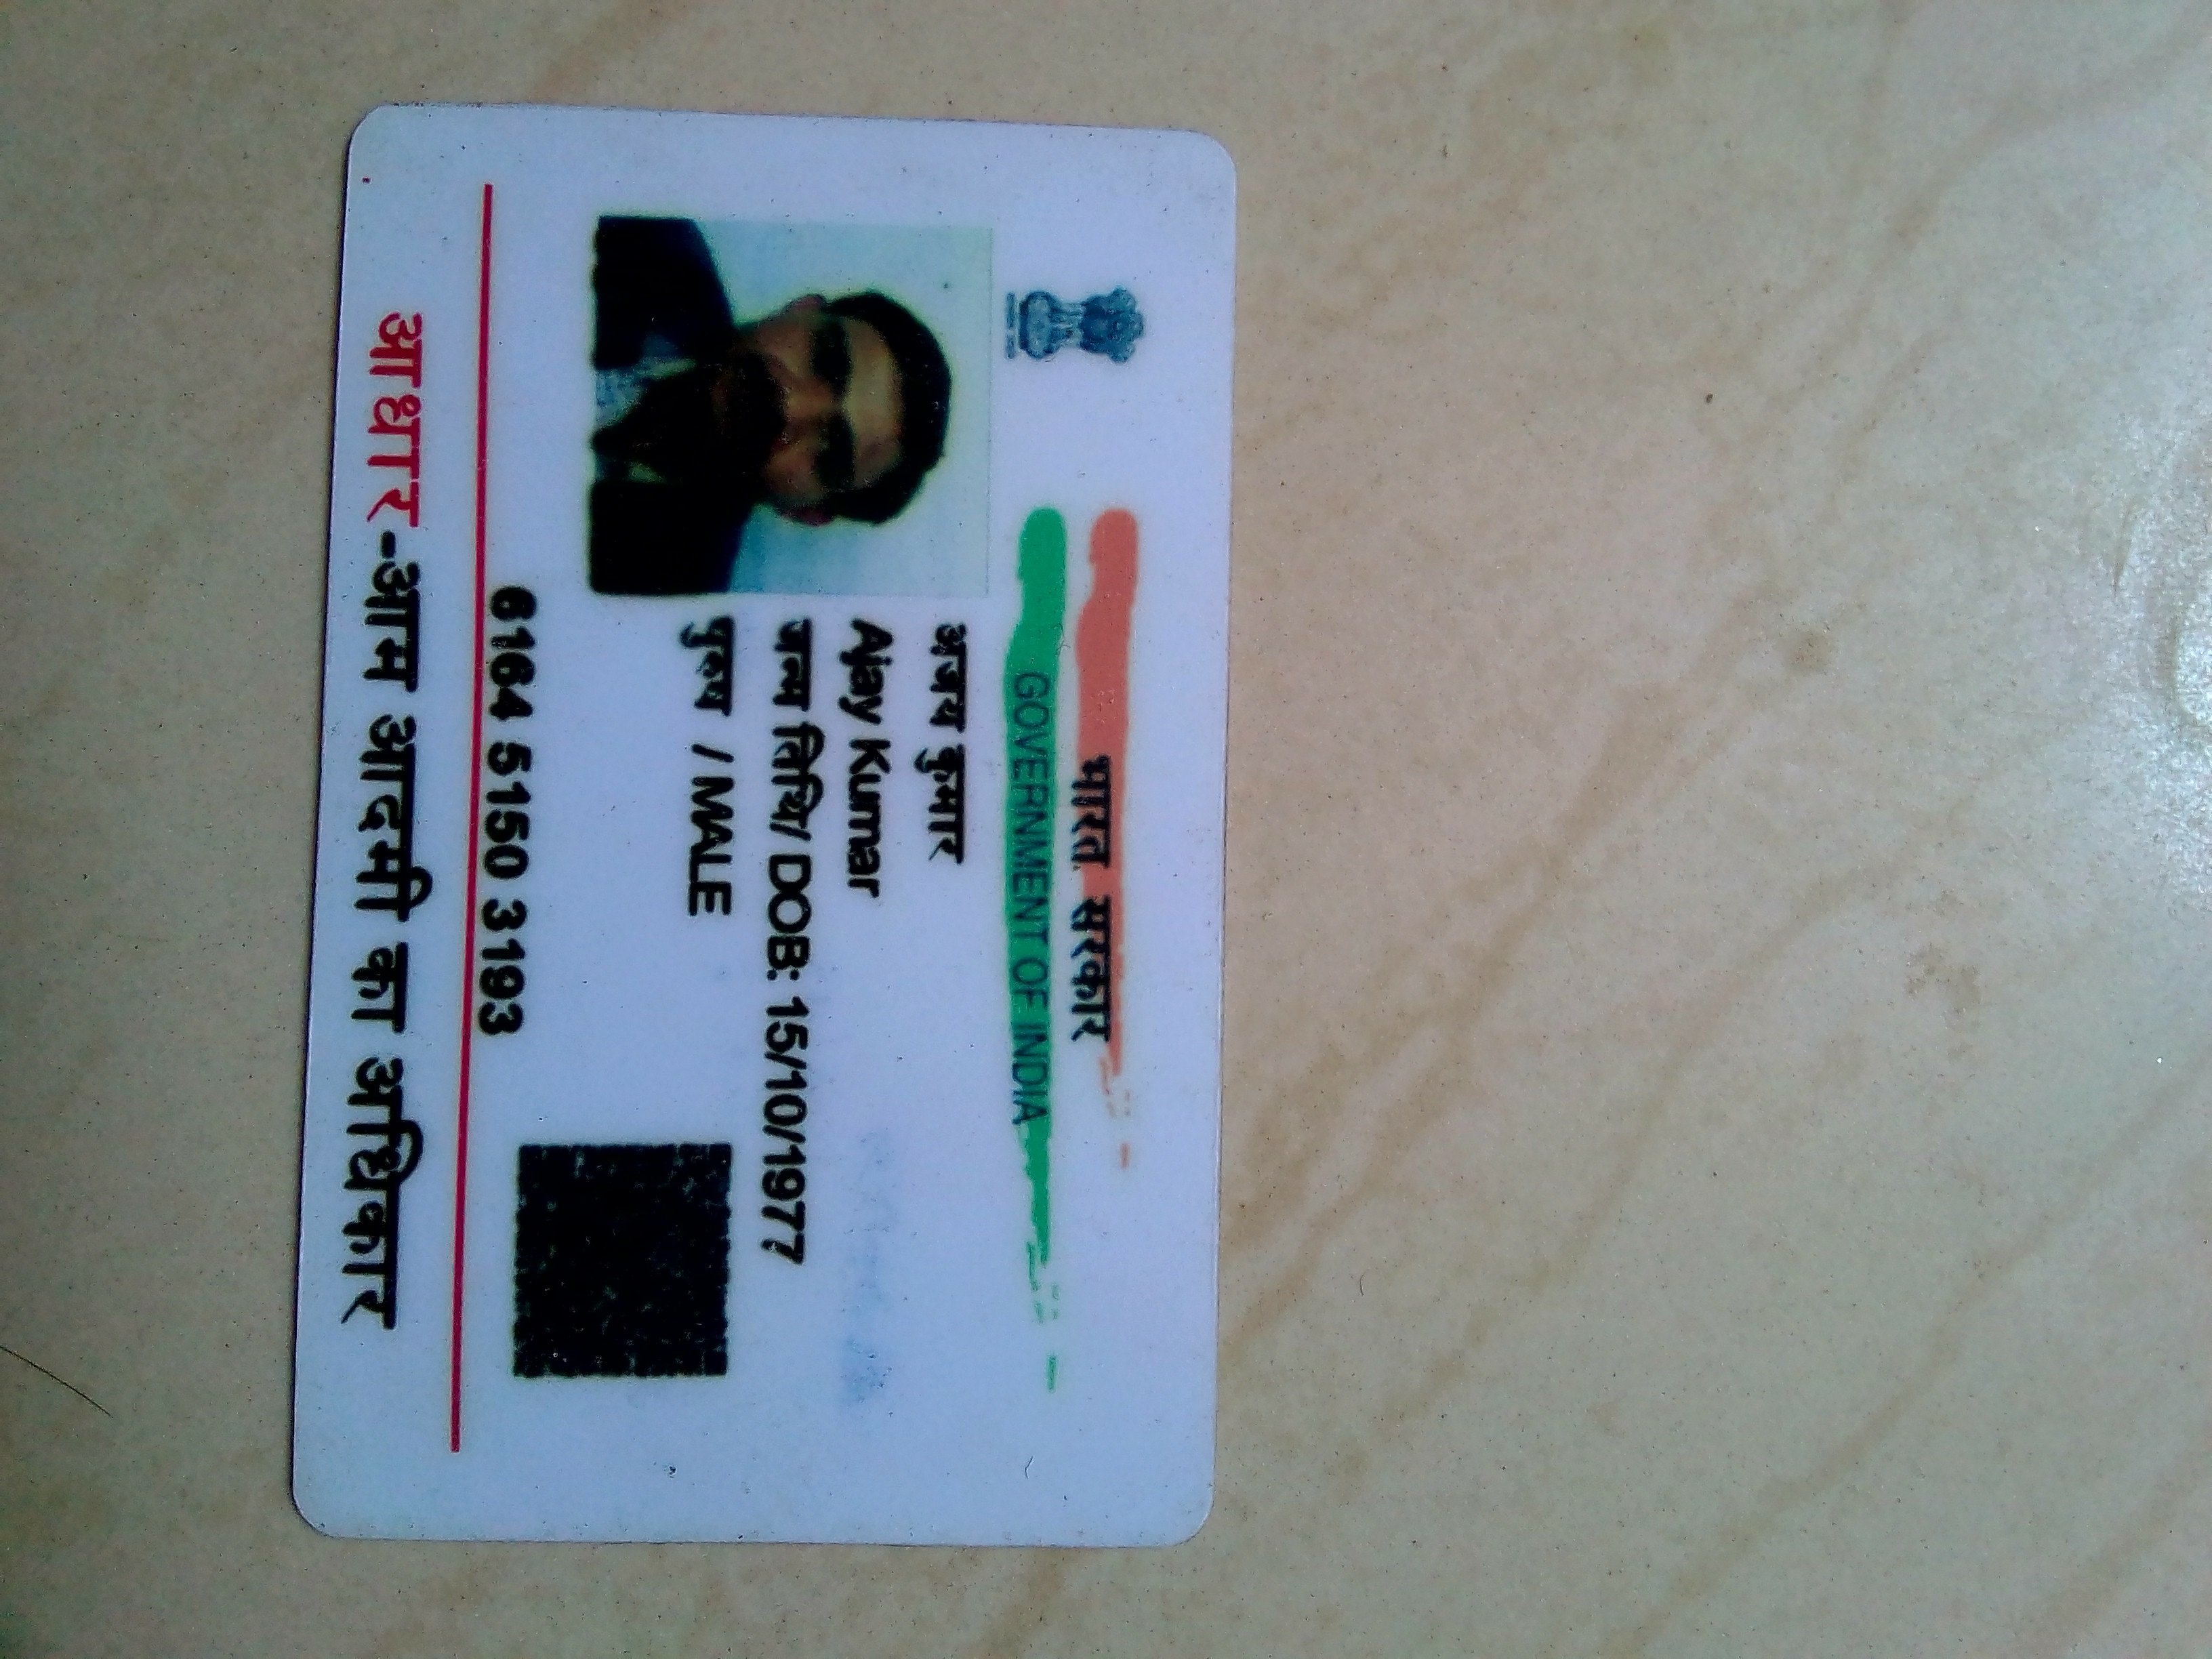 भारत सरकार
GOVERNMENT OF INDIA
अजय कुमार
Ajay Kumar
जन्म तिथि/ DOB: 15/10/1977
पुरुष / MALE
6164 5150 3193
आधार-आम आदमी का अधिकार